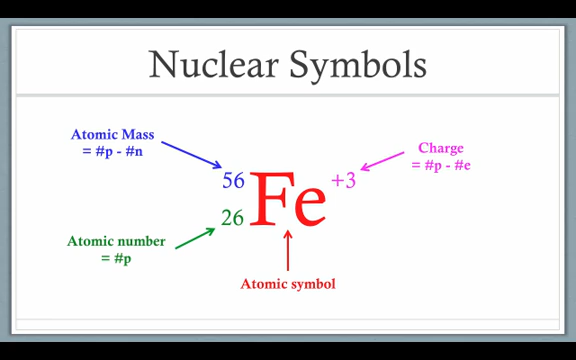 Nuclear Symbols
Atomic Mass
= #p - #n
Charge
= #p - #e
56
Fe
+3
26
Atomic number
= #p
Atomic symbol